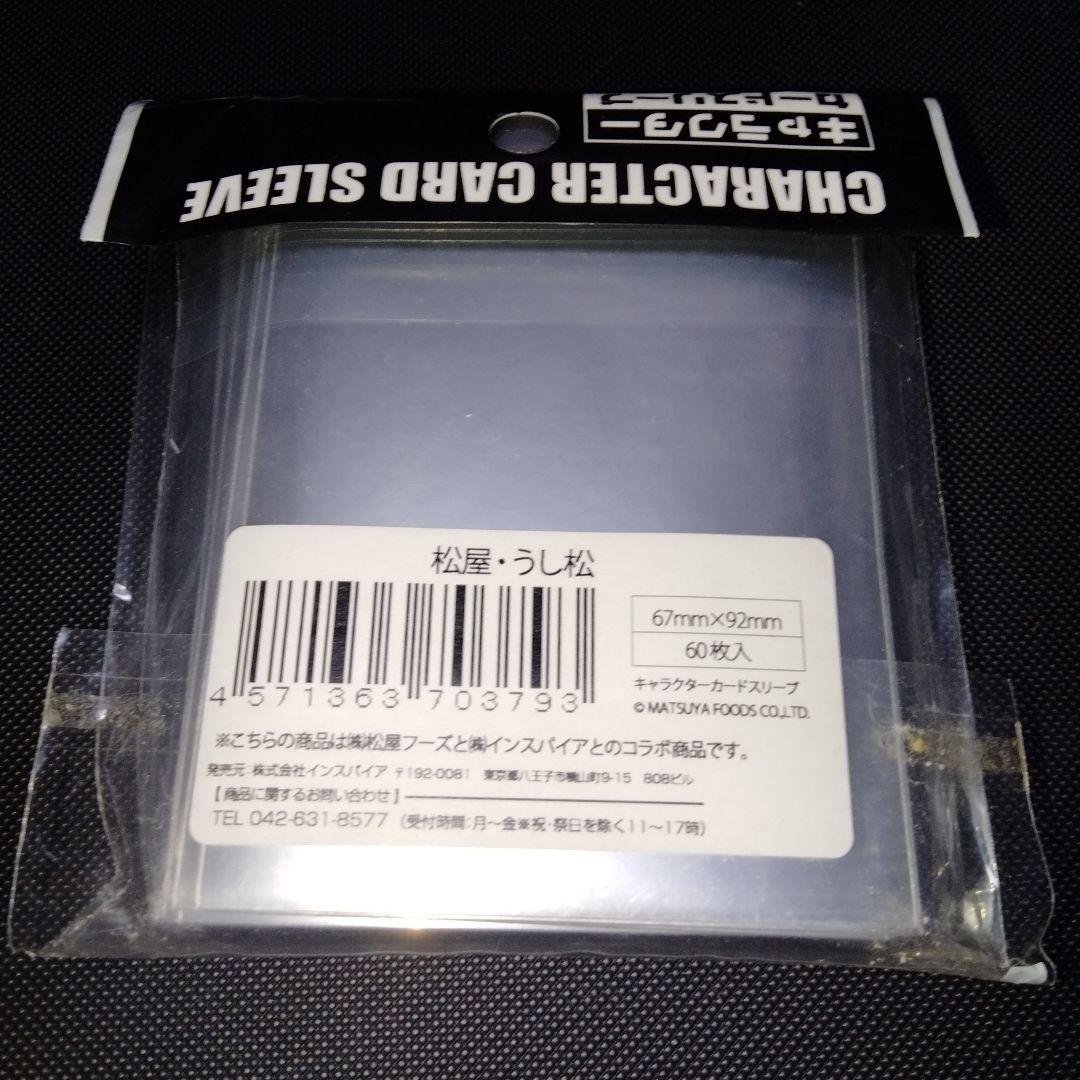 キャラクター
カードスリーブ
CHARACTER CARD SLEEVE
松屋・うし松
4 571363 703793
67mm×92mm
60枚入
キャラクターカードスリーブ
© MATSUYA FOODS CO.,LTD.
※こちらの商品は㈱松屋フーズと㈱インスパイアとのコラボ商品です。
発売元:株式会社インスパイア 〒192-0081 東京都八王子市横山町9-15 808ビル
【商品に関するお問い合わせ】
TEL 042-631-8577 (受付時間:月～金※祝・祭日を除く11～17時)